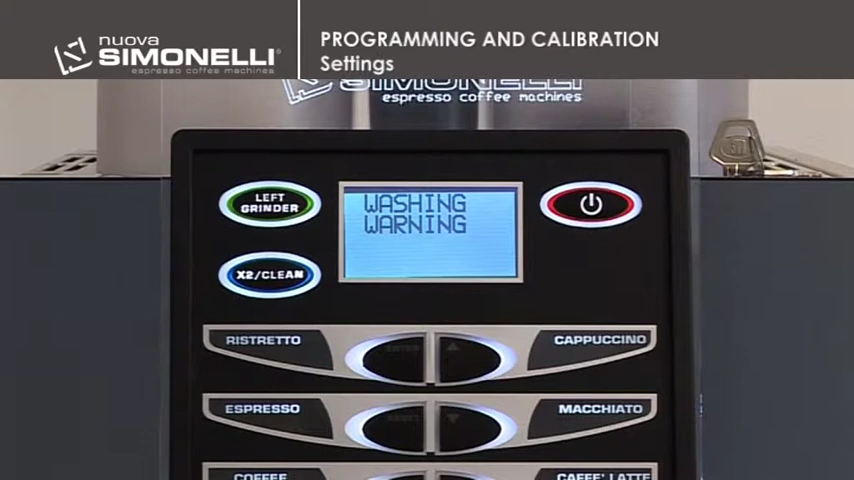 nuova
SIMONELLI
espresso coffee machines
PROGRAMMING AND CALIBRATION
Settings
SIMONELLI
espresso coffee machines
LEFT
GRINDER
WASHING
WARNING
X2/CLEAN
RISTRETTO
ENTER
CAPPUCCINO
ESPRESSO
MACCHIATO
COFFEE
CAFFE' LATTE